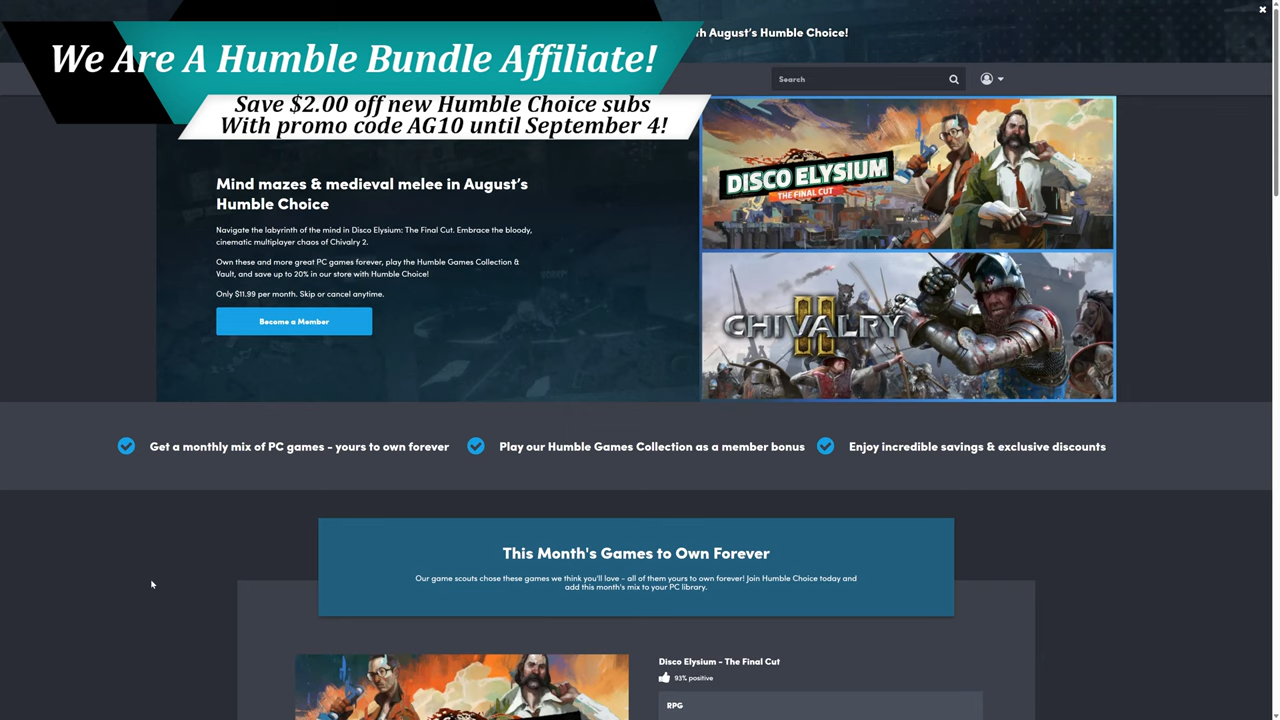 We Are A Humble Bundle Affiliate!
h August's Humble Choice!
Save $2.00 off new Humble Choice subs
With promo code AG10 until September 4!
Search
Mind mazes & medieval melee in August's
Humble Choice
Navigate the labyrinth of the mind in Disco Elysium: The Final Cut. Embrace the bloody,
cinematic multiplayer chaos of Chivalry 2.
Own these and more great PC games forever, play the Humble Games Collection &
Vault, and save up to 20% in our store with Humble Choice!
Only $11.99 per month. Skip or cancel anytime.
Become a Member
DISCO ELYSIUM
THE FINAL CUT
CHIVALRY II
Get a monthly mix of PC games - yours to own forever
Play our Humble Games Collection as a member bonus
Enjoy incredible savings & exclusive discounts
This Month's Games to Own Forever
Our game scouts chose these games we think you'll love - all of them yours to own forever! Join Humble Choice today and
add this month's mix to your PC library.
Disco Elysium - The Final Cut
93% positive
RPG